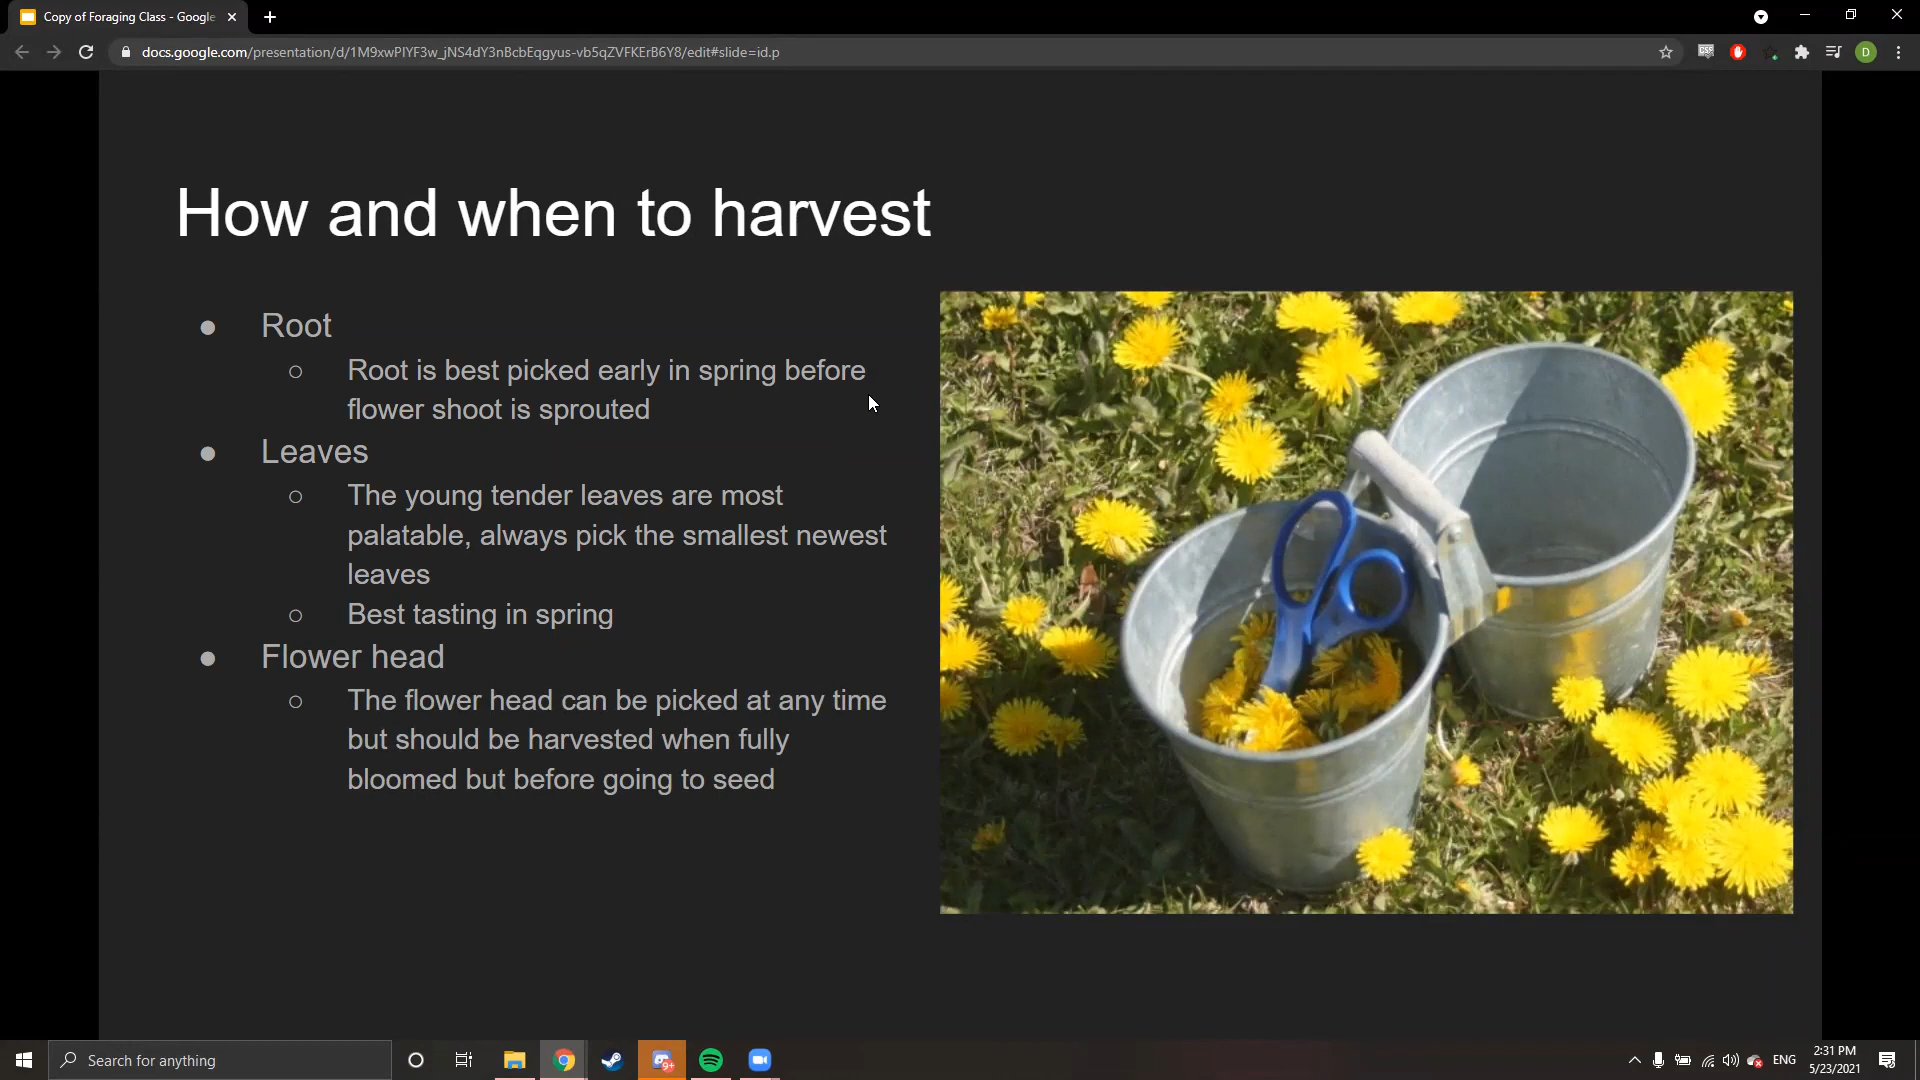 Copy of Foraging Class - Google
docs.google.com/presentation/d/1M9xwPIYF3w_jNS4dY3nBcbEqgyus-vb5qZVFKErB6Y8/edit#slide=id.p
D
How and when to harvest
● Root
○ Root is best picked early in spring before
flower shoot is sprouted
● Leaves
○ The young tender leaves are most
palatable, always pick the smallest newest
leaves
○ Best tasting in spring
● Flower head
○ The flower head can be picked at any time
but should be harvested when fully
bloomed but before going to seed
Search for anything
9+
ENG
2:31 PM
5/23/2021